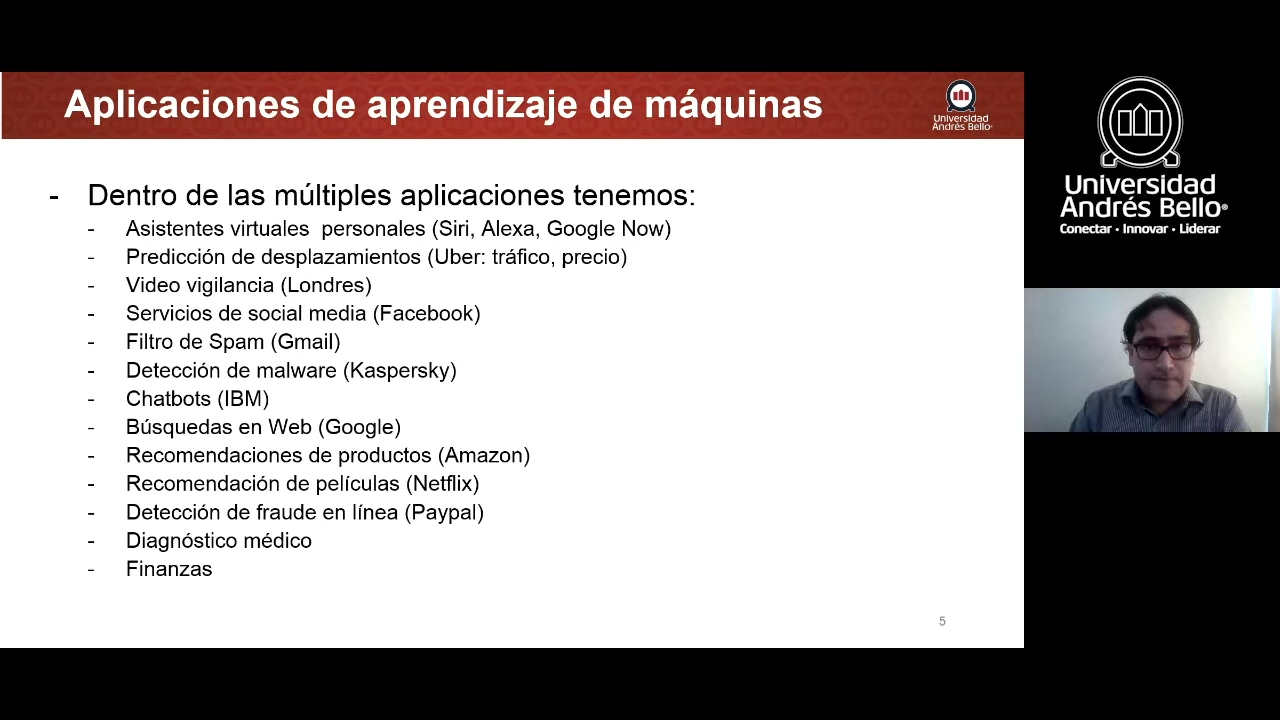 Aplicaciones de aprendizaje de máquinas
Universidad
Andrés Bello®
- Dentro de las múltiples aplicaciones tenemos:
- Asistentes virtuales  personales (Siri, Alexa, Google Now)
- Predicción de desplazamientos (Uber: tráfico, precio)
- Video vigilancia (Londres)
- Servicios de social media (Facebook)
- Filtro de Spam (Gmail)
- Detección de malware (Kaspersky)
- Chatbots (IBM)
- Búsquedas en Web (Google)
- Recomendaciones de productos (Amazon)
- Recomendación de películas (Netflix)
- Detección de fraude en línea (Paypal)
- Diagnóstico médico
- Finanzas
5
Universidad
Andrés Bello®
Conectar • Innovar • Liderar